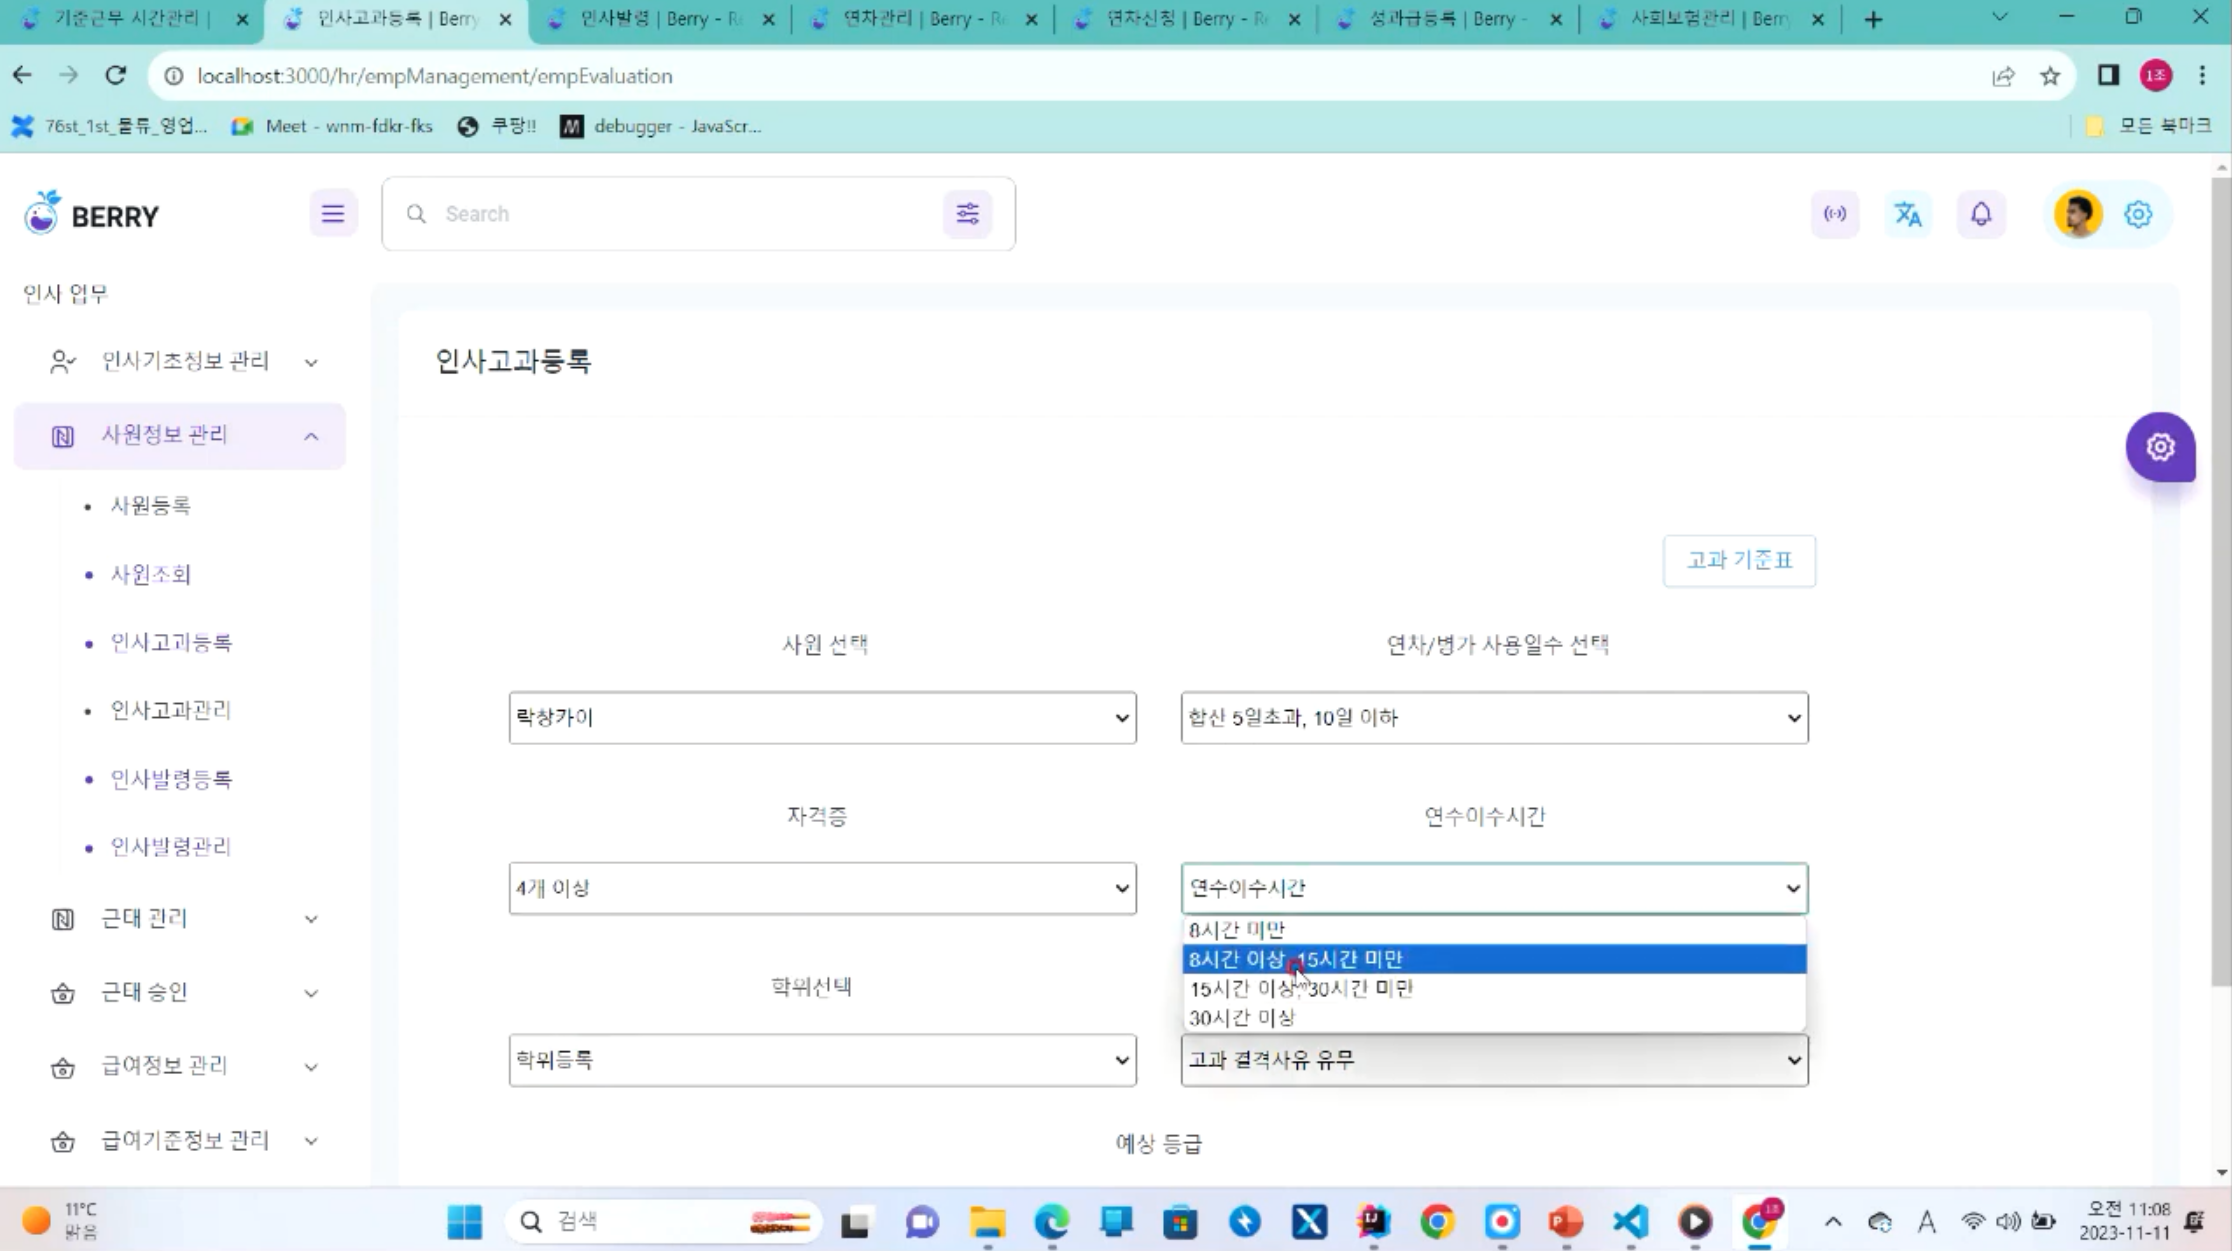 기준근무 시간관리 |
인사고과등록 | Berry
인사발령 | Berry - R
연차관리 | Berry - R
연차신청 | Berry - R
성과급등록 | Berry -
사회보험관리 | Berry
localhost:3000/hr/empManagement/empEvaluation
1조
76st_1st_물류_영업...
Meet - wnm-fdkr-fks
쿠팡!!
debugger - JavaScr...
모든 북마크
BERRY
Search
인사 업무
인사기초정보 관리
사원정보 관리
사원등록
사원조회
인사고과등록
인사고과관리
인사발령등록
인사발령관리
근태 관리
근태 승인
급여정보 관리
급여기준정보 관리
인사고과등록
고과 기준표
사원 선택
연차/병가 사용일수 선택
락창카이
합산 5일초과, 10일 이하
자격증
연수이수시간
4개 이상
연수이수시간
8시간 미만
8시간 이상, 15시간 미만
15시간 이상, 30시간 미만
30시간 이상
학위선택
학위등록
고과 결격사유 유무
예상 등급
11°C
맑음
검색
A
오전 11:08
2023-11-11